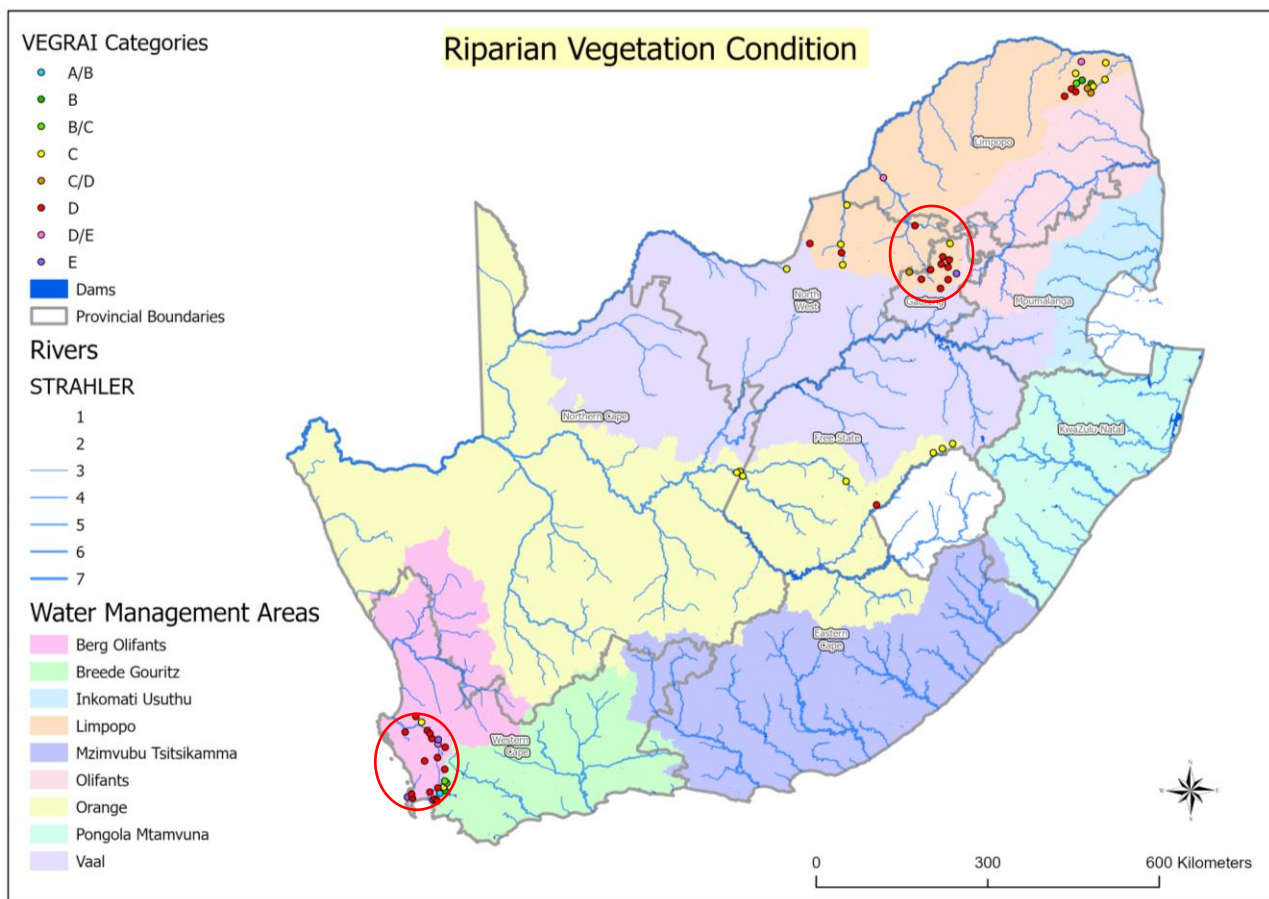 Riparian Vegetation Condition
VEGRAI Categories
A/B
B
B/C
C
C/D
D
D/E
E
Dams
Provincial Boundaries
Rivers
STRAHLER
1
2
3
4
5
6
7
Water Management Areas
Berg Olifants
Breede Gouritz
Inkomati Usuthu
Limpopo
Mzimvubu Tsitsikamma
Olifants
Orange
Pongola Mtamvuna
Vaal
Limpopo
North
West
Gauteng
Mpumalanga
Northern Cape
Free State
KwaZulu-Natal
Eastern
Cape
Western
Cape
N
W
E
S
0
300
600 Kilometers